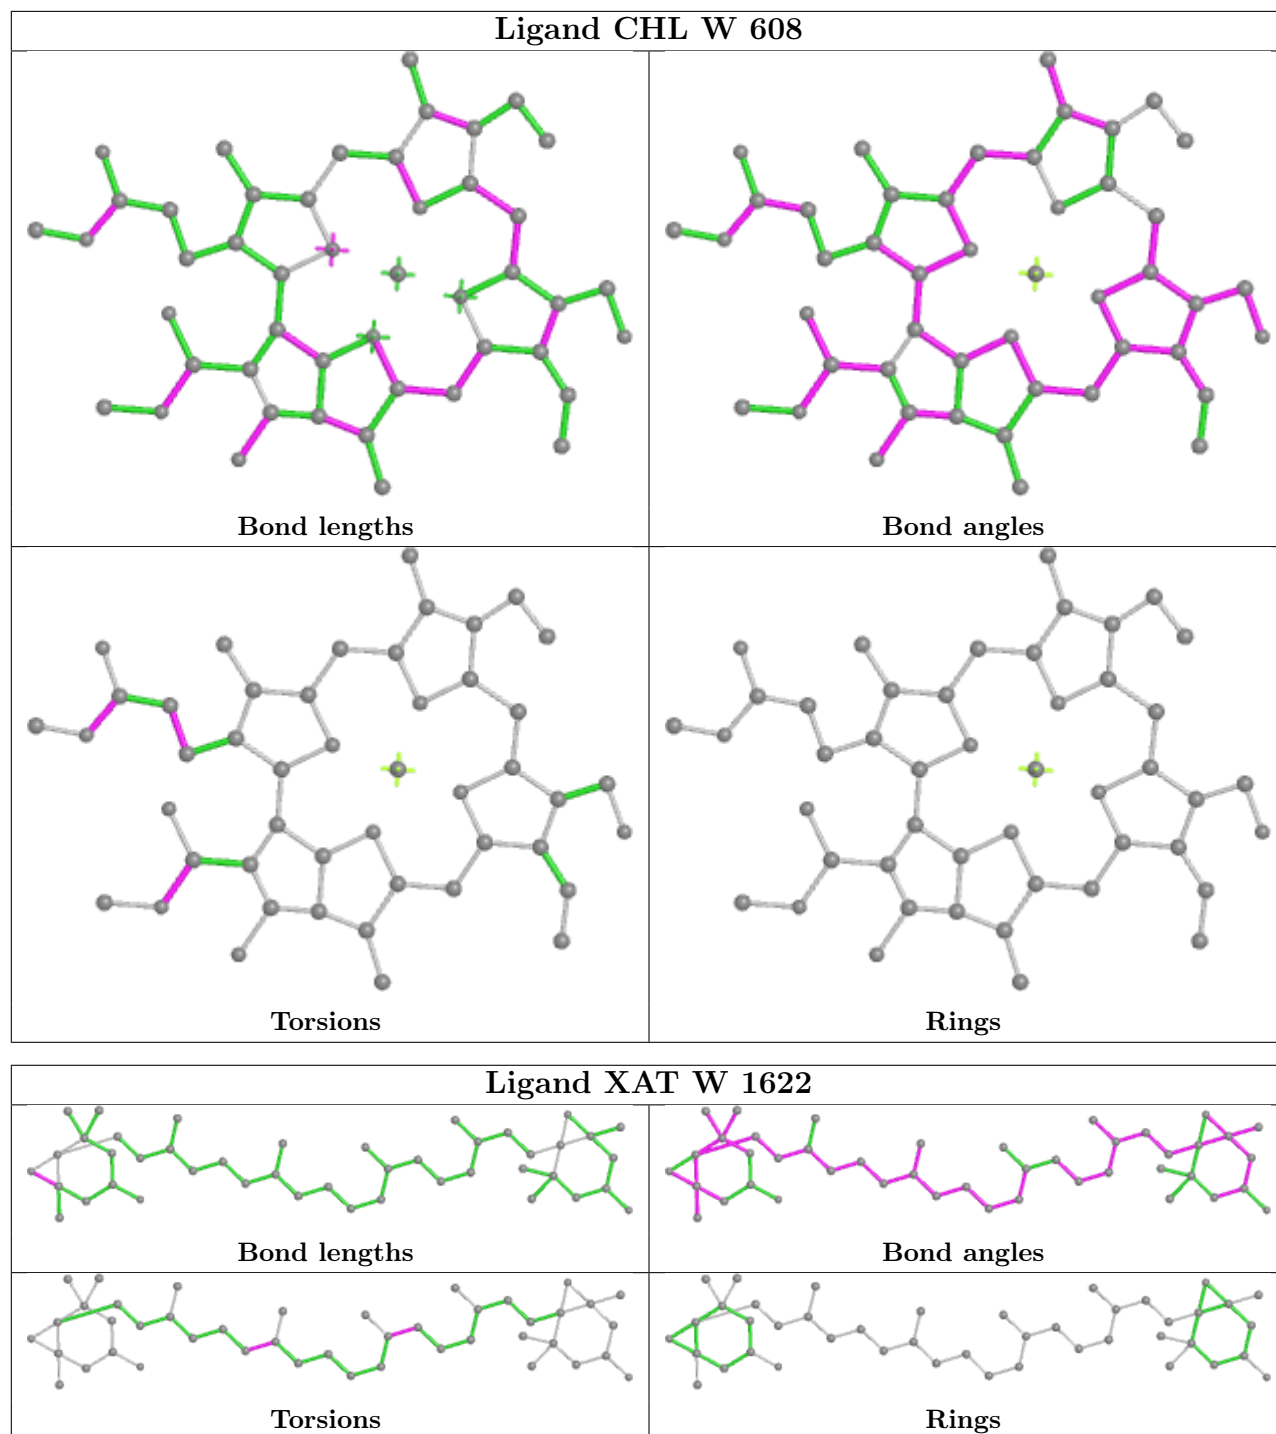 Ligand CHL W 608
Bond lengths
Bond angles
Torsions
Rings
Ligand XAT W 1622
Bond lengths
Bond angles
Torsions
Rings